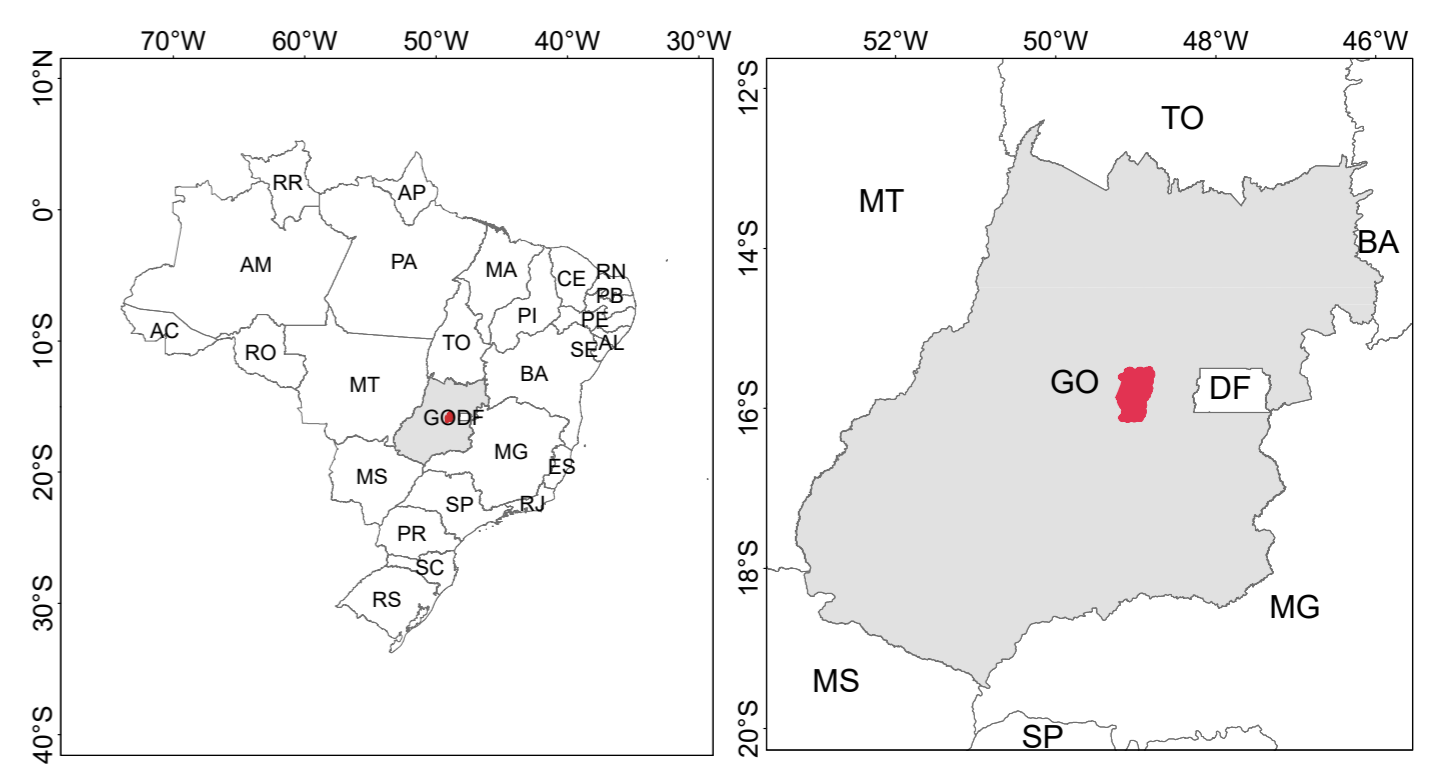 70°W 60°W 50°W 40°W 30°W
10°N
0°
10°S
20°S
30°S
40°S
RR
AP
AM
PA
MA
CE
RN
PB
PI
PE
AC
TO
AL
SE
RO
BA
MT
GO
DF
MG
ES
MS
SP
RJ
PR
SC
RS
52°W 50°W 48°W 46°W
12°S
14°S
16°S
18°S
20°S
TO
MT
BA
GO
DF
MG
MS
SP